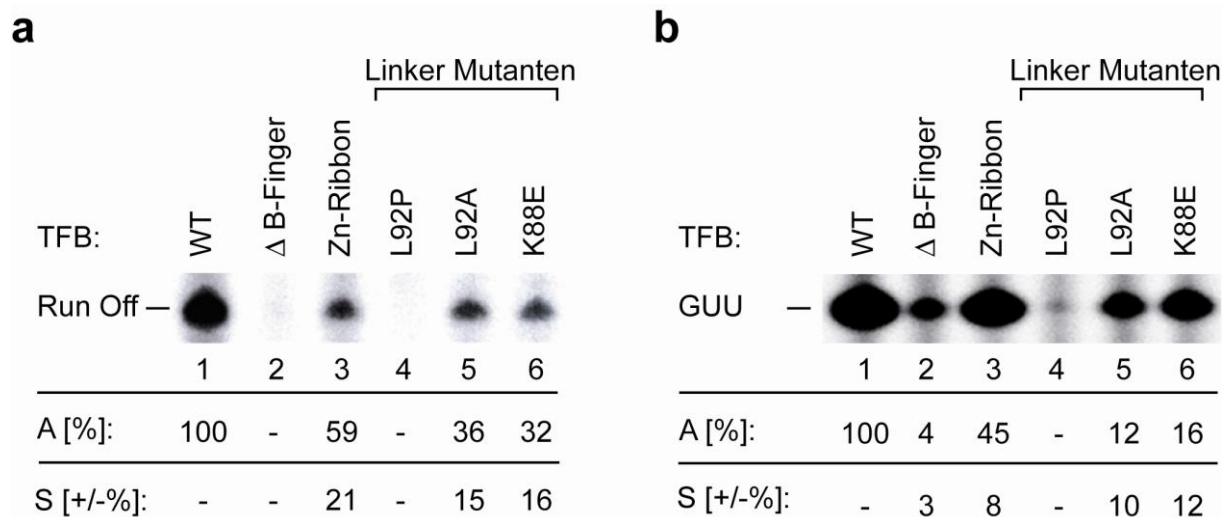 a
Linker Mutanten
TFB: WT Δ B-Finger Zn-Ribbon L92P L92A K88E
Run Off —
1 2 3 4 5 6
A [%]: 100 - 59 - 36 32
S [+/-%]: - - 21 - 15 16
b
Linker Mutanten
TFB: WT Δ B-Finger Zn-Ribbon L92P L92A K88E
GUU —
1 2 3 4 5 6
A [%]: 100 4 45 - 12 16
S [+/-%]: - 3 8 - 10 12